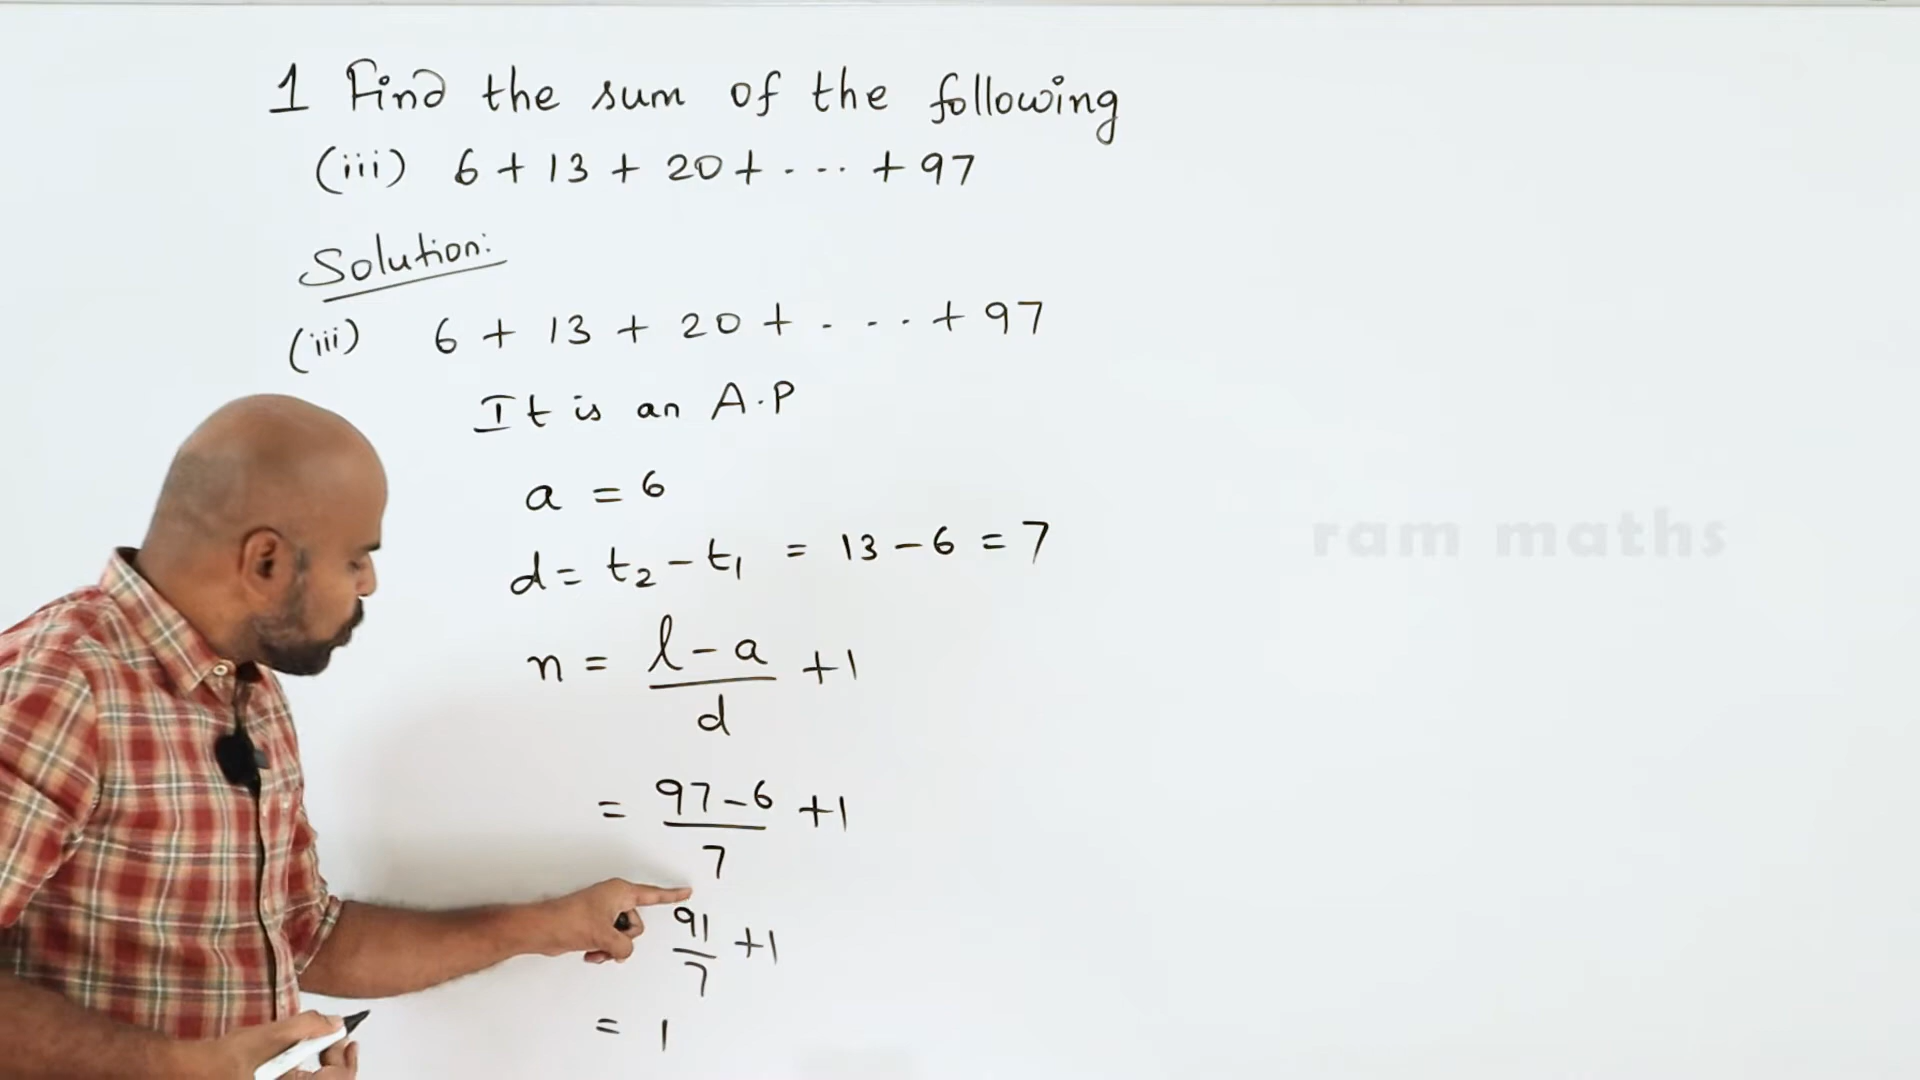 1 Find the sum of the following
(iii) 6 + 13 + 20 + ... + 97
Solution:
(iii) 6 + 13 + 20 + .... + 97
It is an A.P
a = 6
d = t₂ - t₁ = 13 - 6 = 7
ram maths
n = l - a / d + 1
= 97 - 6 / 7 + 1
91 / 7 + 1
= 1